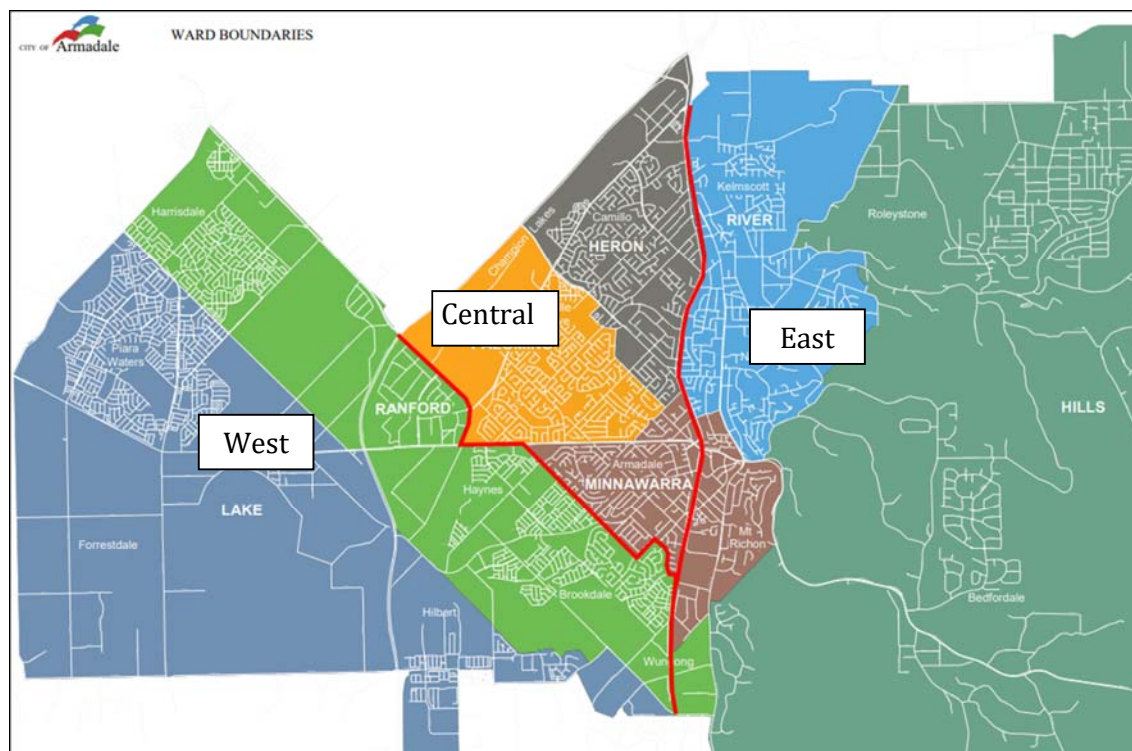 CITY OF Armadale
WARD BOUNDARIES
Harrisdale
Piara
Waters
Champion Lakes
Camillo
HERON
Kelmscott
RIVER
Roleystone
Central
East
RANFORD
HILLS
West
Haynes
Armadale
MINNAWARRA
LAKE
Forrestdale
Mt
Richon
Brookdale
Bedfordale
Hilbert
Wungong